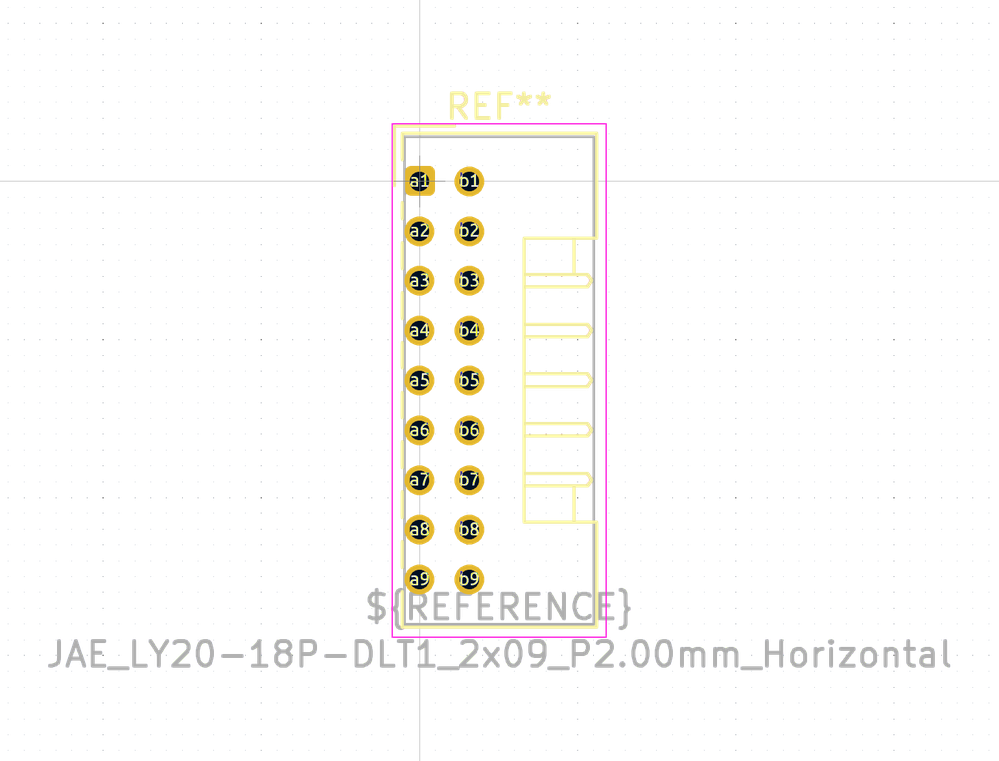 REF**
a1 b1
a2 b2
a3 b3
a4 b4
a5 b5
a6 b6
a7 b7
a8 b8
a9 b9
${REFERENCE}
JAE_LY20-18P-DLT1_2x09_P2.00mm_Horizontal